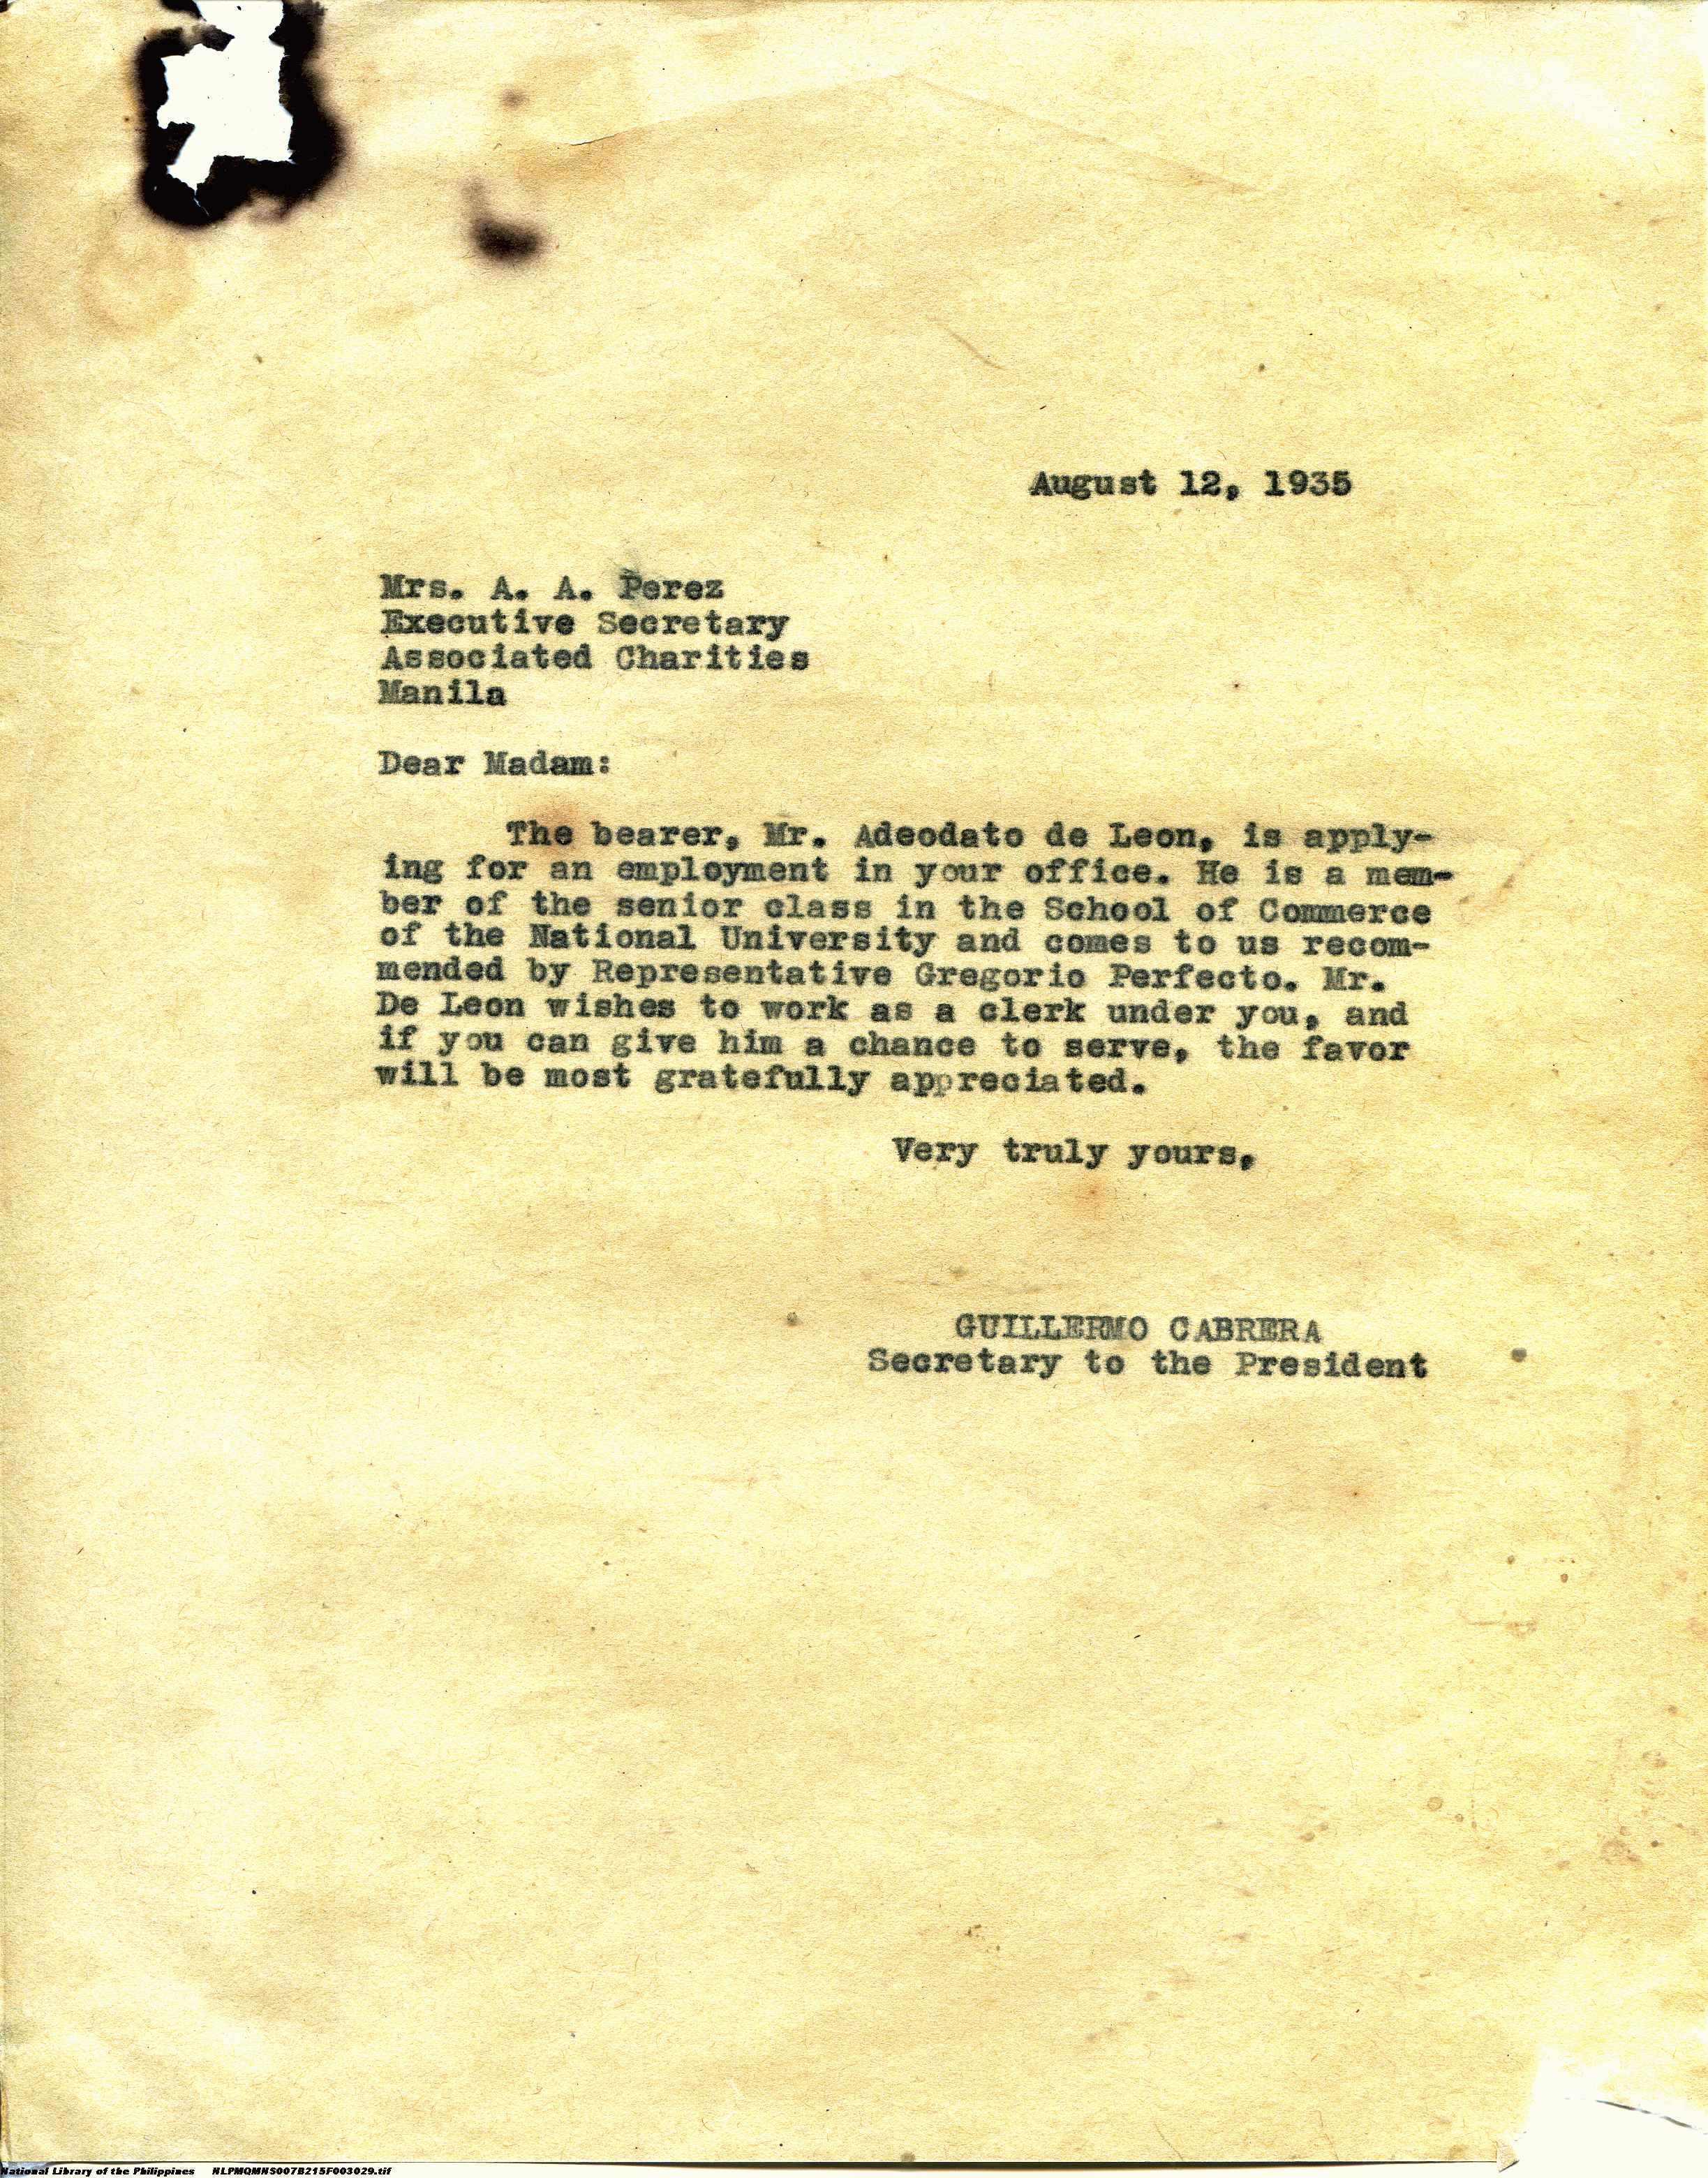 August 12, 1935
Mrs. A. A. Perez
Executive Secretary
Associated Charities
Manila
Dear Madam:
The bearer, Mr. Adeodato de Leon, is apply-
ing for an employment in your office. He is a mem-
ber of the senior class in the School of Commerce
of the National University and comes to us recom-
mended by Representative Gregorio Perfecto. Mr.
De Leon wishes to work as a clerk under you, and
if you can give him a chance to serve, the favor
will be most gratefully appreciated.
Very truly yours,
GUILLERMO CABRERA
Secretary to the President
National Library of the Philippines NLPMQMNS007B215F003029.tif